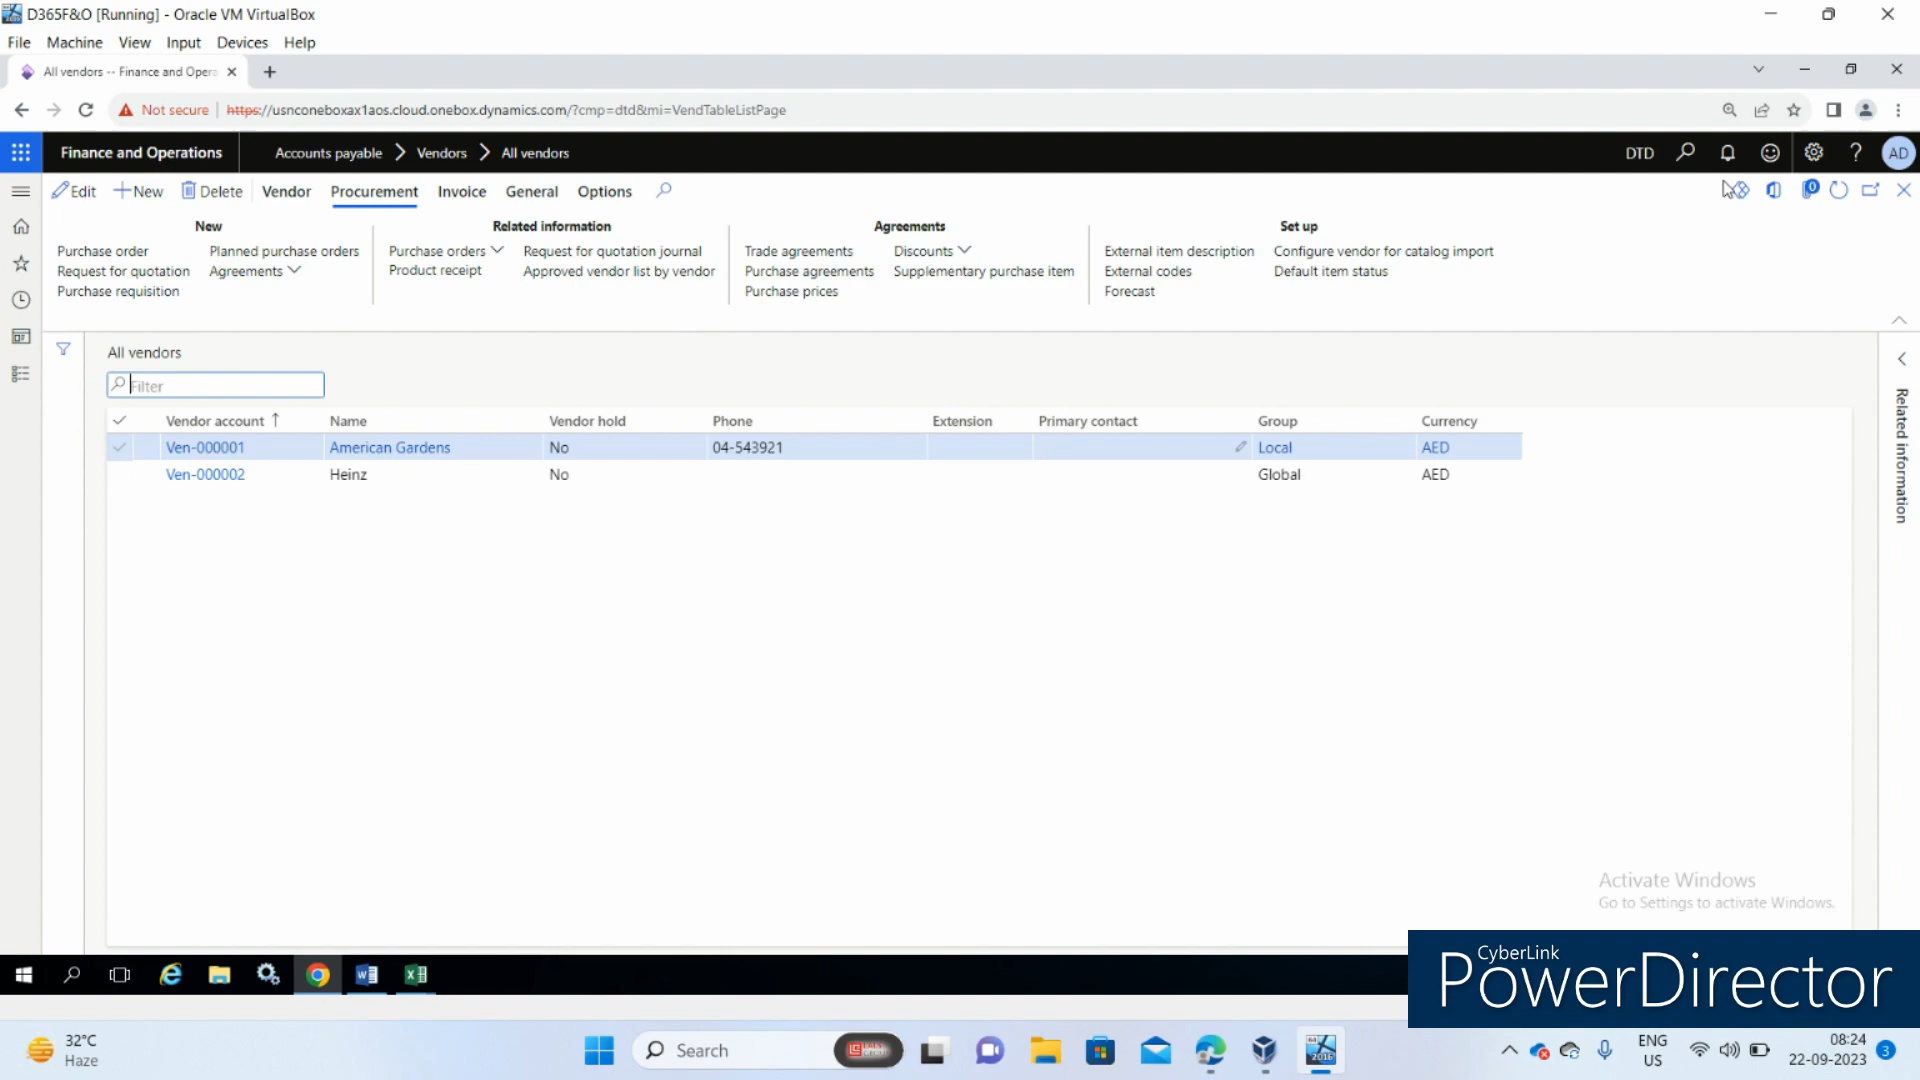 D365F&O [Running] - Oracle VM VirtualBox
File Machine View Input Devices Help
All vendors -- Finance and Opera
Not secure https://usnconeboxax1aos.cloud.onebox.dynamics.com/?cmp=dtd&mi=VendTableListPage
Finance and Operations Accounts payable > Vendors > All vendors DTD AD
Edit New Delete Vendor Procurement Invoice General Options 0
New Related information Agreements Set up
Purchase order Planned purchase orders Purchase orders Request for quotation journal Trade agreements Discounts External item description Configure vendor for catalog import
Request for quotation Agreements Product receipt Approved vendor list by vendor Purchase agreements Supplementary purchase item External codes Default item status
Purchase requisition Purchase prices Forecast
All vendors
Filter
Related information
Vendor account Name Vendor hold Phone Extension Primary contact Group Currency
Ven-000001 American Gardens No 04-543921 Local AED
Ven-000002 Heinz No Global AED
Activate Windows
Go to Settings to activate Windows.
CyberLink
PowerDirector
32°C
Haze
Search
2016
ENG
US
08:24
22-09-2023
3